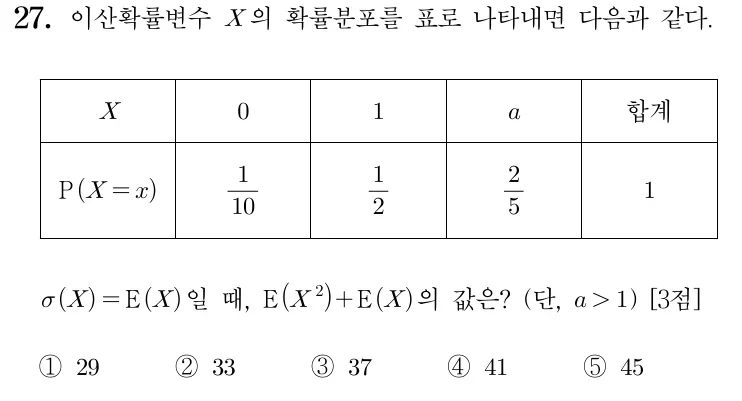 27. 이산확률변수 X의 확률분포를 표로 나타내면 다음과 같다.
X 0 1 a 합계
P(X=x) 1/10 1/2 2/5 1
σ(X)=E(X)일 때, E(X²)+E(X)의 값은? (단, a>1) [3점]
① 29 ② 33 ③ 37 ④ 41 ⑤ 45